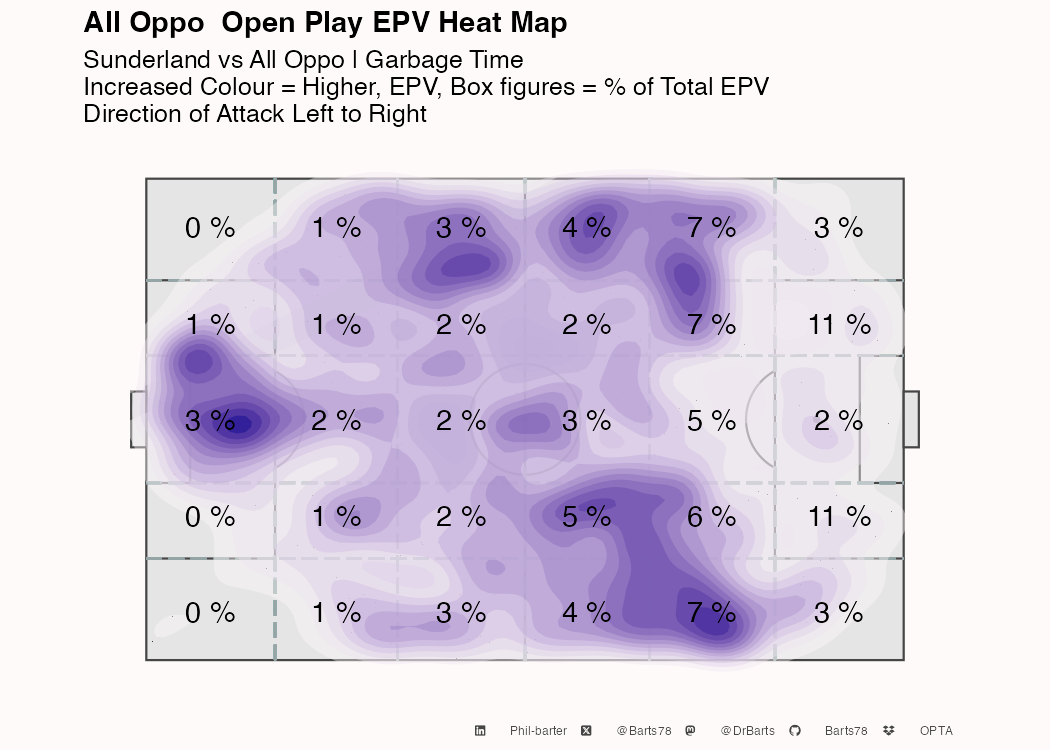 All Oppo  Open Play EPV Heat Map
Sunderland vs All Oppo | Garbage Time
Increased Colour = Higher, EPV, Box figures = % of Total EPV
Direction of Attack Left to Right
0 % 1 % 3 % 4 % 7 % 3 %
1 % 1 % 2 % 2 % 7 % 11 %
3 % 2 % 2 % 3 % 5 % 2 %
0 % 1 % 2 % 5 % 6 % 11 %
0 % 1 % 3 % 4 % 7 % 3 %
Phil-barter @Barts78 @DrBarts Barts78 OPTA